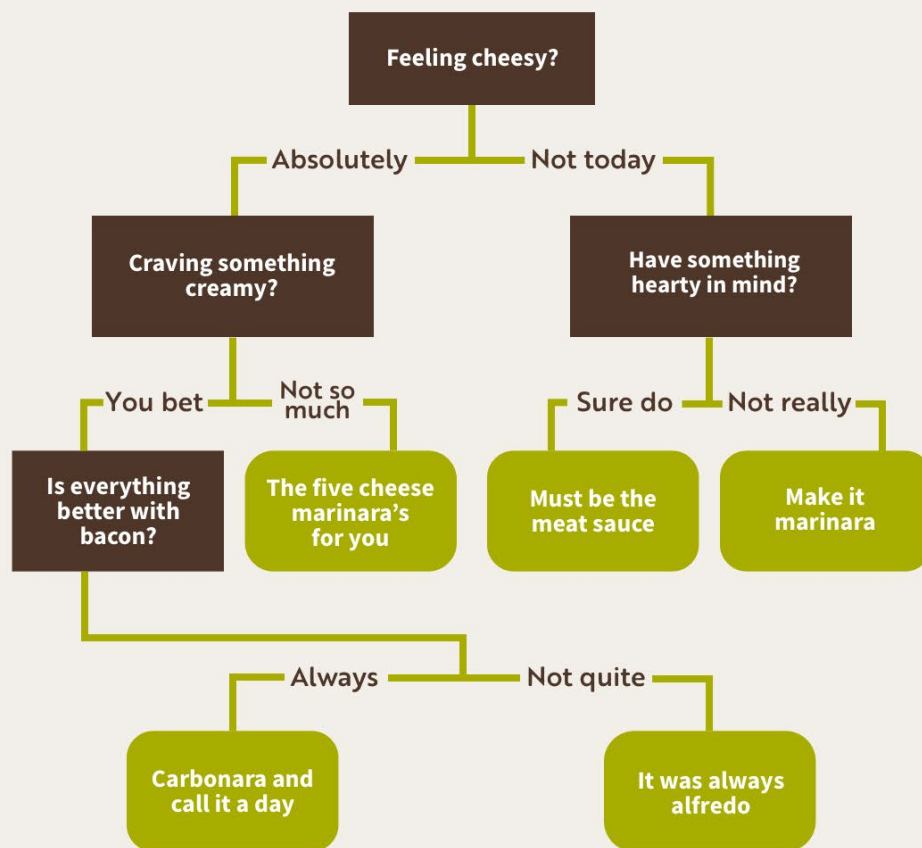 Feeling cheesy?
Absolutely
Not today
Craving something
creamy?
Have something
hearty in mind?
You bet
Not so
much
Sure do
Not really
Is everything
better with
bacon?
The five cheese
marinara's
for you
Must be the
meat sauce
Make it
marinara
Always
Not quite
Carbonara and
call it a day
It was always
alfredo